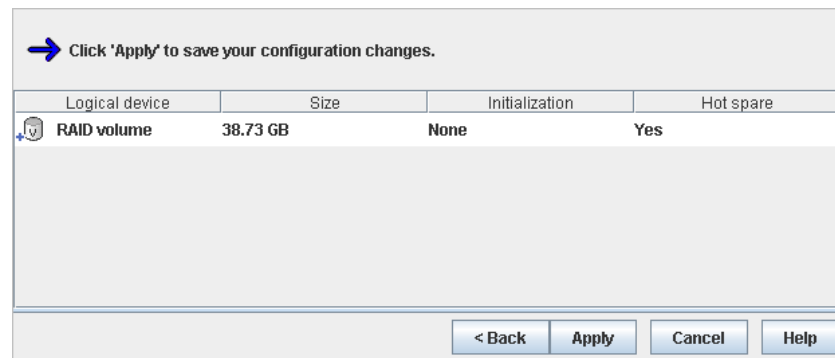 Click 'Apply' to save your configuration changes.
Logical device Size Initialization Hot spare
v RAID volume 38.73 GB None Yes
< Back Apply Cancel Help